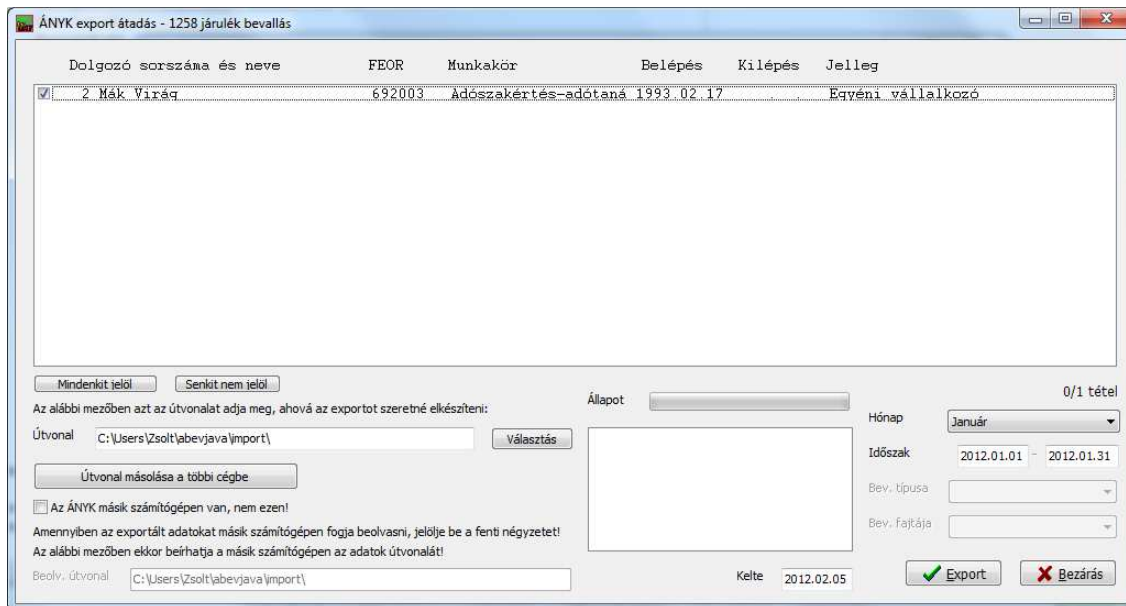 ÁNYK export átadás - 1258 járulék bevallás
Dolgozó sorszáma és neve FEOR Munkakör Belépés Kilépés Jelleg
2 Mák Virág 692003 Adószakértés-adótaná 1993.02.17 . . Egyéni vállalkozó
Mindenkit jelöl Senkit nem jelöl
0/1 tétel
Az alábbi mezőben azt az útvonalat adja meg, ahová az exportot szeretné elkészíteni:
Állapot
Hónap Január
Útvonal C:\Users\Zsolt\abevjava\import\ Választás
Időszak 2012.01.01 - 2012.01.31
Útvonal másolása a többi cégbe
Bev. típusa
Az ÁNYK másik számítógépen van, nem ezen!
Bev. fajtája
Amennyiben az exportált adatokat másik számítógépen fogja beolvasni, jelölje be a fenti négyzetet!
Az alábbi mezőben ekkor beírhatja a másik számítógépen az adatok útvonalát!
Beolv. útvonal C:\Users\Zsolt\abevjava\import\
Kelte 2012.02.05 Export Bezárás